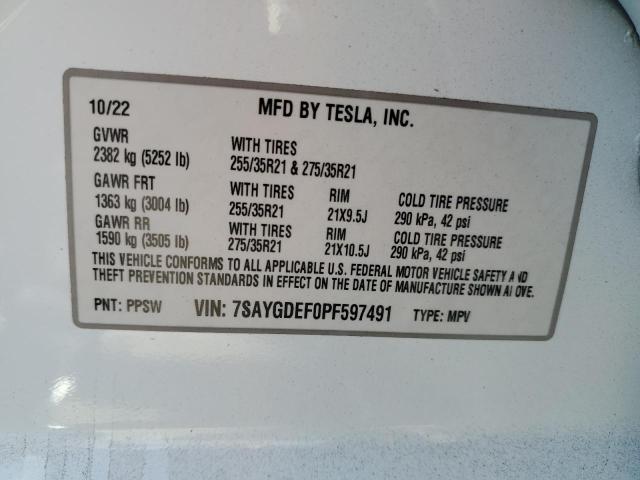 10/22 MFD BY TESLA, INC.
GVWR WITH TIRES
2382 kg (5252 lb) 255/35R21 & 275/35R21
GAWR FRT WITH TIRES RIM COLD TIRE PRESSURE
1363 kg (3004 lb) 255/35R21 21X9.5J 290 kPa, 42 psi
GAWR RR WITH TIRES RIM COLD TIRE PRESSURE
1590 kg (3505 lb) 275/35R21 21X10.5J 290 kPa, 42 psi
THIS VEHICLE CONFORMS TO ALL APPLICABLE U.S. FEDERAL MOTOR VEHICLE SAFETY AND
THEFT PREVENTION STANDARDS IN EFFECT ON THE DATE OF MANUFACTURE SHOWN ABOVE.
PNT: PPSW VIN: 7SAYGDEF0PF597491 TYPE: MPV